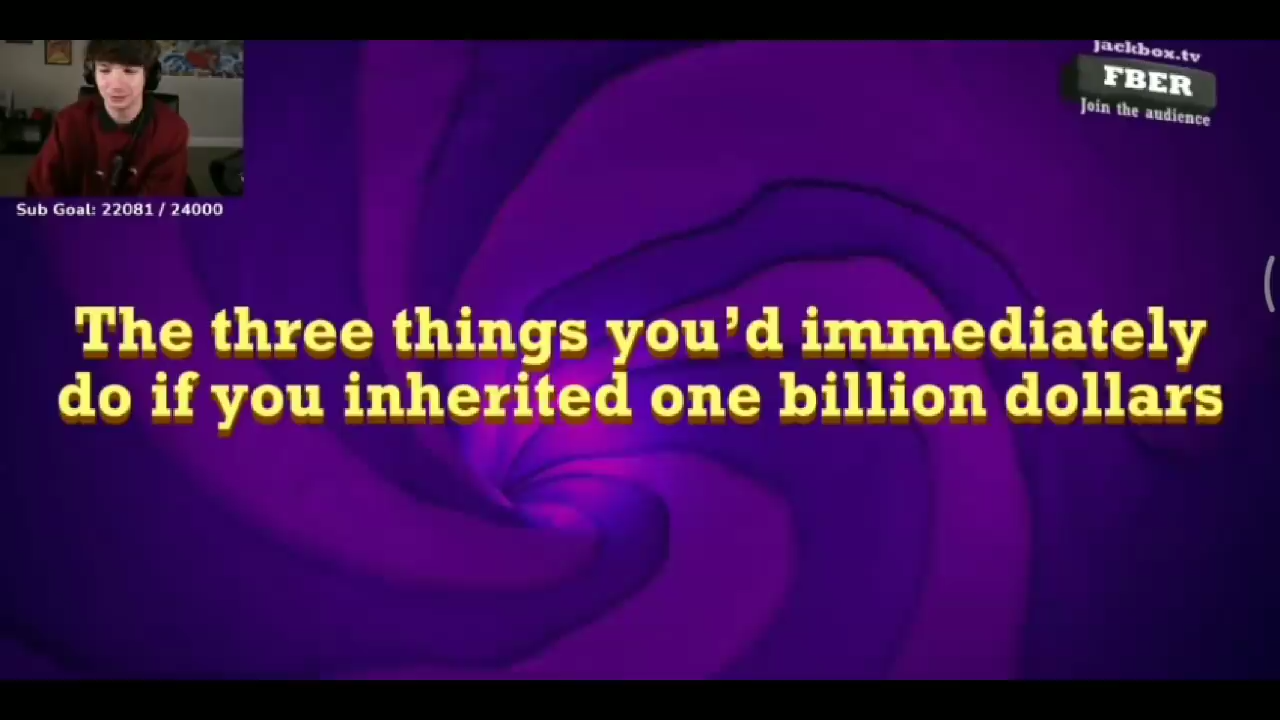 jackbox.tv
FBER
Join the audience
Sub Goal: 22081 / 24000
The three things you’d immediately
do if you inherited one billion dollars